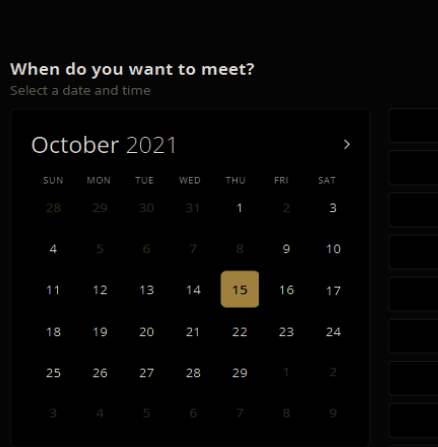 When do you want to meet?
Select a date and time
October 2021
SUN MON TUE WED THU FRI SAT
28 29 30 31 1 2 3
4 5 6 7 8 9 10
11 12 13 14 15 16 17
18 19 20 21 22 23 24
25 26 27 28 29 1 2
3 4 5 6 7 8 9